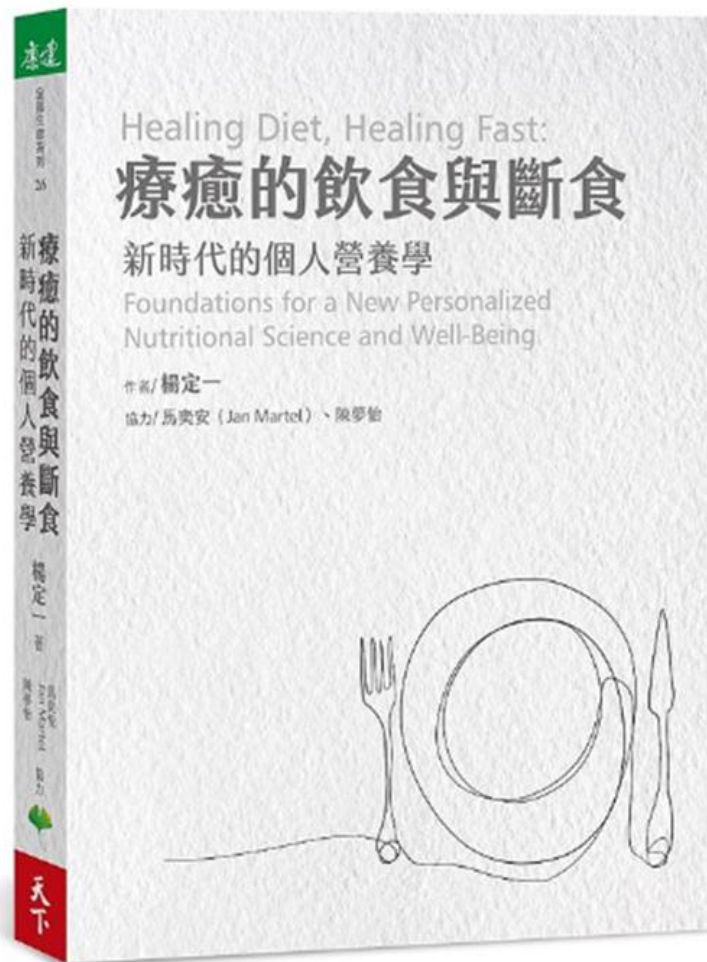 Healing Diet, Healing Fast:
療癒的飲食與斷食
新時代的個人營養學
Foundations for a New Personalized
Nutritional Science and Well-Being
作者/楊定一
協力/馬奕安（Jan Martel）、陳夢怡
康健
全部生命系列 26
療癒的飲食與斷食
新時代的個人營養學
楊定一 著
馬奕安
Jan Martel
陳夢怡
協力
天下